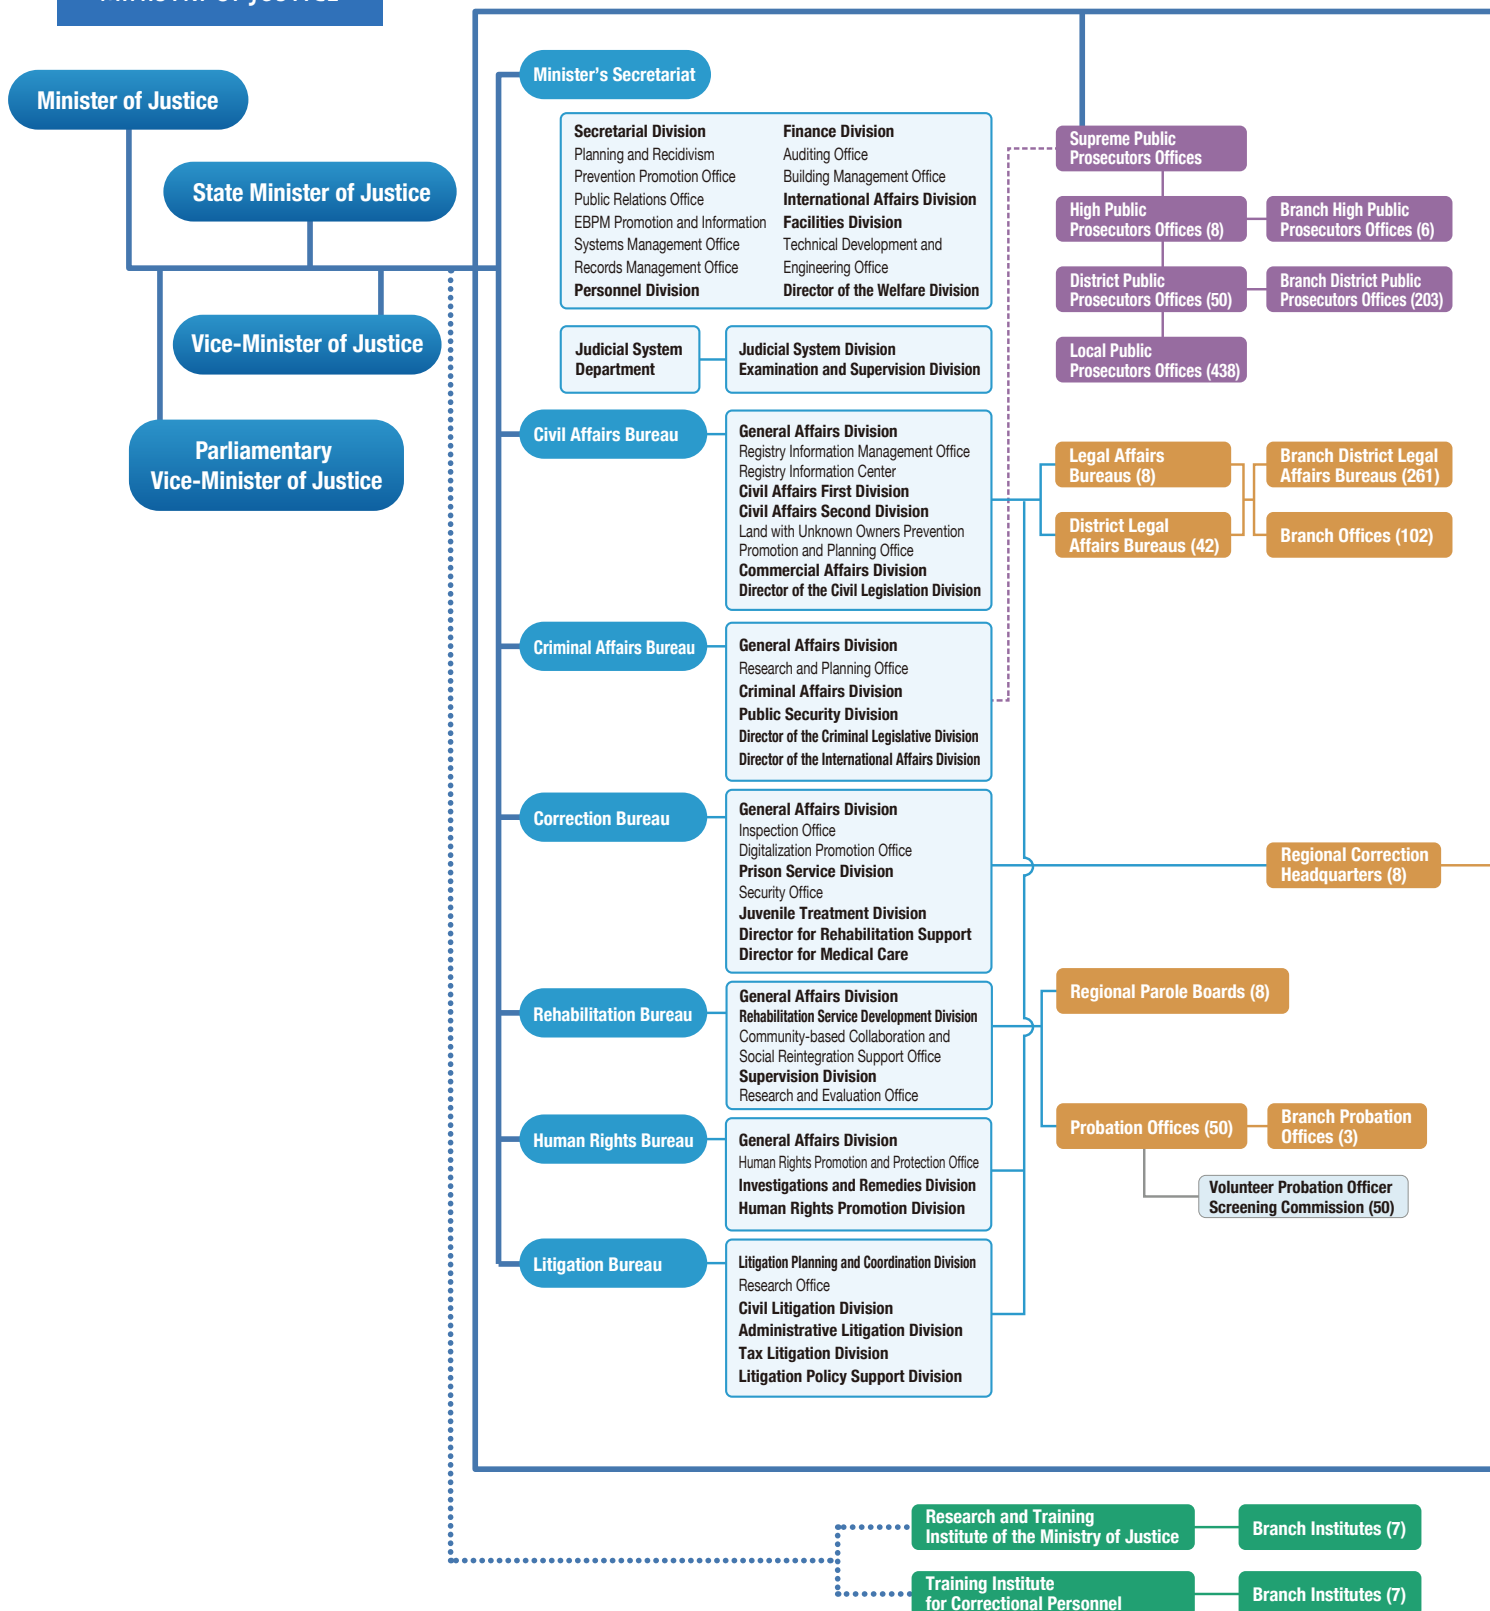 MINISTRY OF JUSTICE
Minister of Justice
State Minister of Justice
Vice-Minister of Justice
Parliamentary
Vice-Minister of Justice
Minister's Secretariat
Secretarial Division
Planning and Recidivism
Prevention Promotion Office
Public Relations Office
EBPM Promotion and Information
Systems Management Office
Records Management Office
Personnel Division
Finance Division
Auditing Office
Building Management Office
International Affairs Division
Facilities Division
Technical Development and
Engineering Office
Director of the Welfare Division
Judicial System
Department
Judicial System Division
Examination and Supervision Division
Civil Affairs Bureau
General Affairs Division
Registry Information Management Office
Registry Information Center
Civil Affairs First Division
Civil Affairs Second Division
Land with Unknown Owners Prevention
Promotion and Planning Office
Commercial Affairs Division
Director of the Civil Legislation Division
Criminal Affairs Bureau
General Affairs Division
Research and Planning Office
Criminal Affairs Division
Public Security Division
Director of the Criminal Legislative Division
Director of the International Affairs Division
Correction Bureau
General Affairs Division
Inspection Office
Digitalization Promotion Office
Prison Service Division
Security Office
Juvenile Treatment Division
Director for Rehabilitation Support
Director for Medical Care
Rehabilitation Bureau
General Affairs Division
Rehabilitation Service Development Division
Community-based Collaboration and
Social Reintegration Support Office
Supervision Division
Research and Evaluation Office
Human Rights Bureau
General Affairs Division
Human Rights Promotion and Protection Office
Investigations and Remedies Division
Human Rights Promotion Division
Litigation Bureau
Litigation Planning and Coordination Division
Research Office
Civil Litigation Division
Administrative Litigation Division
Tax Litigation Division
Litigation Policy Support Division
Supreme Public
Prosecutors Offices
High Public
Prosecutors Offices (8)
Branch High Public
Prosecutors Offices (6)
District Public
Prosecutors Offices (50)
Branch District Public
Prosecutors Offices (203)
Local Public
Prosecutors Offices (438)
Legal Affairs
Bureaus (8)
Branch District Legal
Affairs Bureaus (261)
District Legal
Affairs Bureaus (42)
Branch Offices (102)
Regional Correction
Headquarters (8)
Regional Parole Boards (8)
Probation Offices (50)
Branch Probation
Offices (3)
Volunteer Probation Officer
Screening Commission (50)
Research and Training
Institute of the Ministry of Justice
Branch Institutes (7)
Training Institute
for Correctional Personnel
Branch Institutes (7)